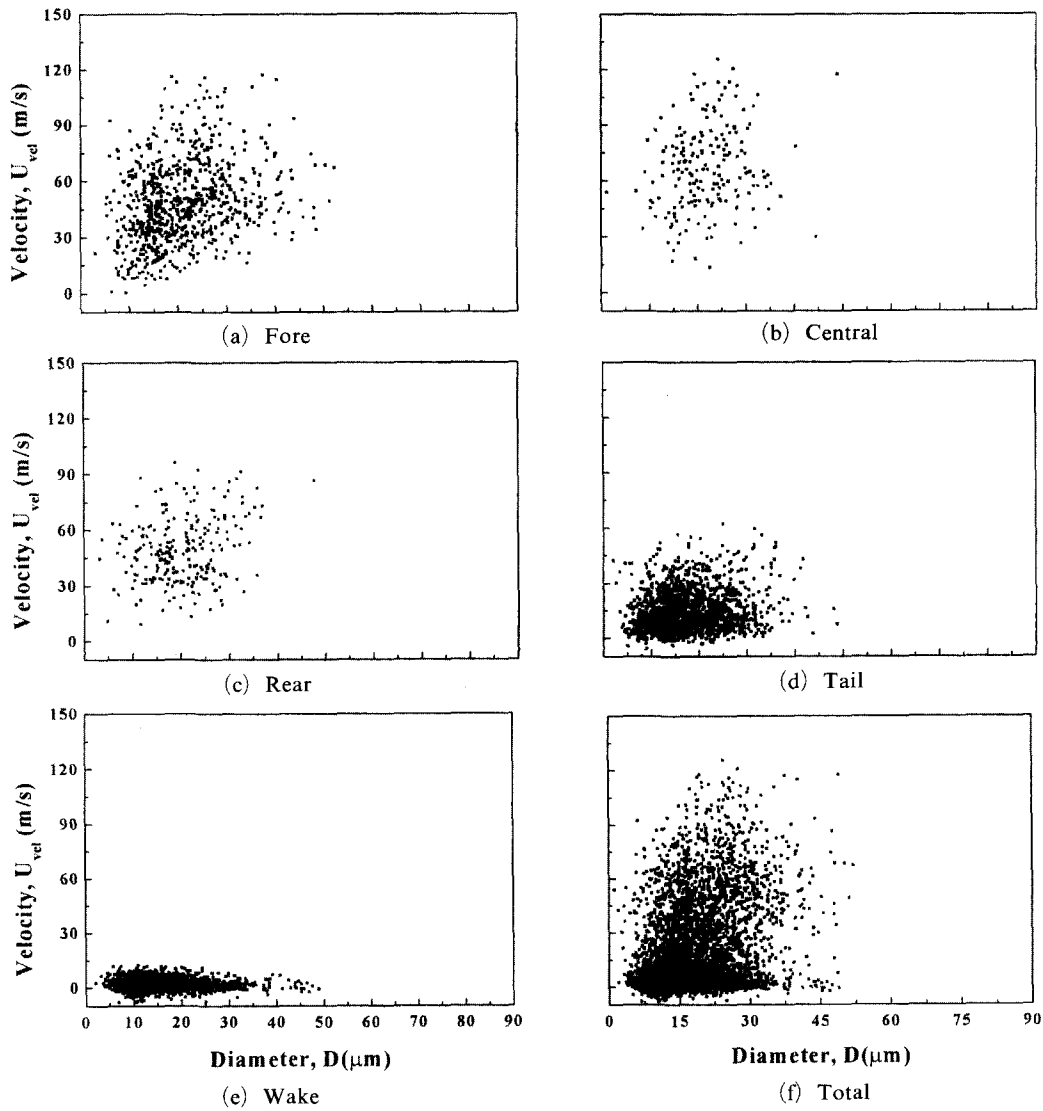 150
120
90
60
30
0
Velocity, U_vel (m/s)
(a) Fore
(b) Central
150
120
90
60
30
0
Velocity, U_vel (m/s)
(c) Rear
(d) Tail
150
120
90
60
30
0
Velocity, U_vel (m/s)
0 10 20 30 40 50 60 70 80 90
0 15 30 45 60 75 90
Diameter, D(μm)
Diameter, D(μm)
(e) Wake
(f) Total